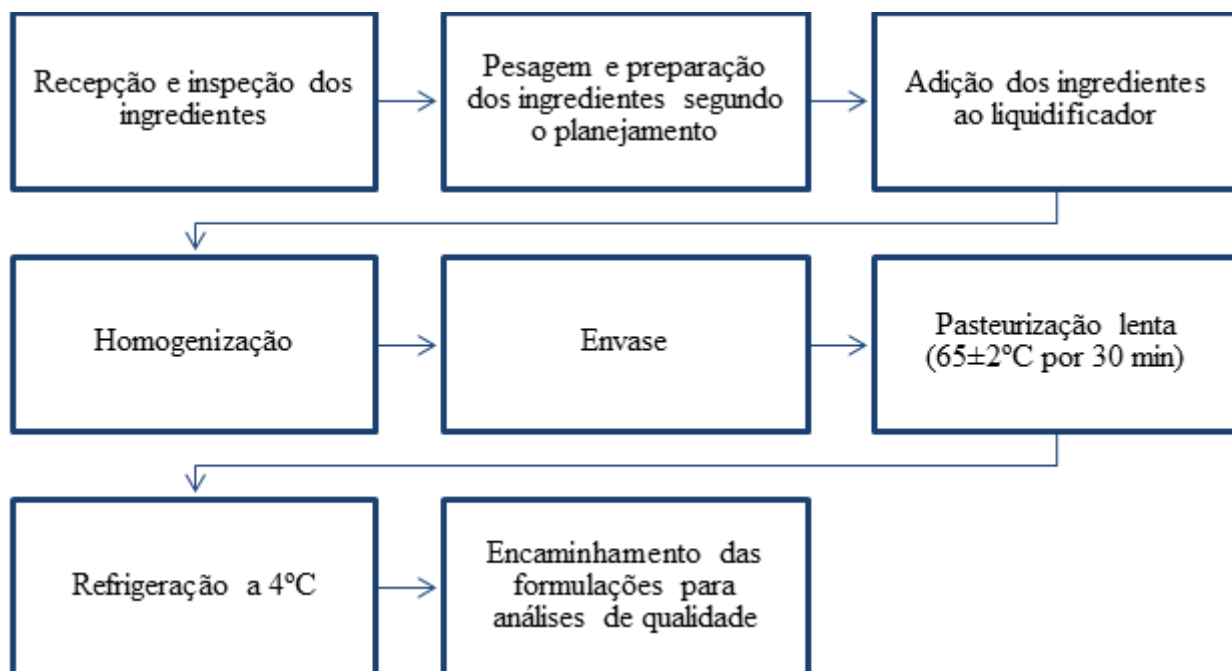 Recepção e inspeção dos
ingredientes
Pesagem e preparação
dos ingredientes segundo
o planejamento
Adição dos ingredientes
ao liquidificador
Homogenização
Envase
Pasteurização lenta
(65±2ºC por 30 min)
Refrigeração a 4ºC
Encaminhamento das
formulações para
análises de qualidade